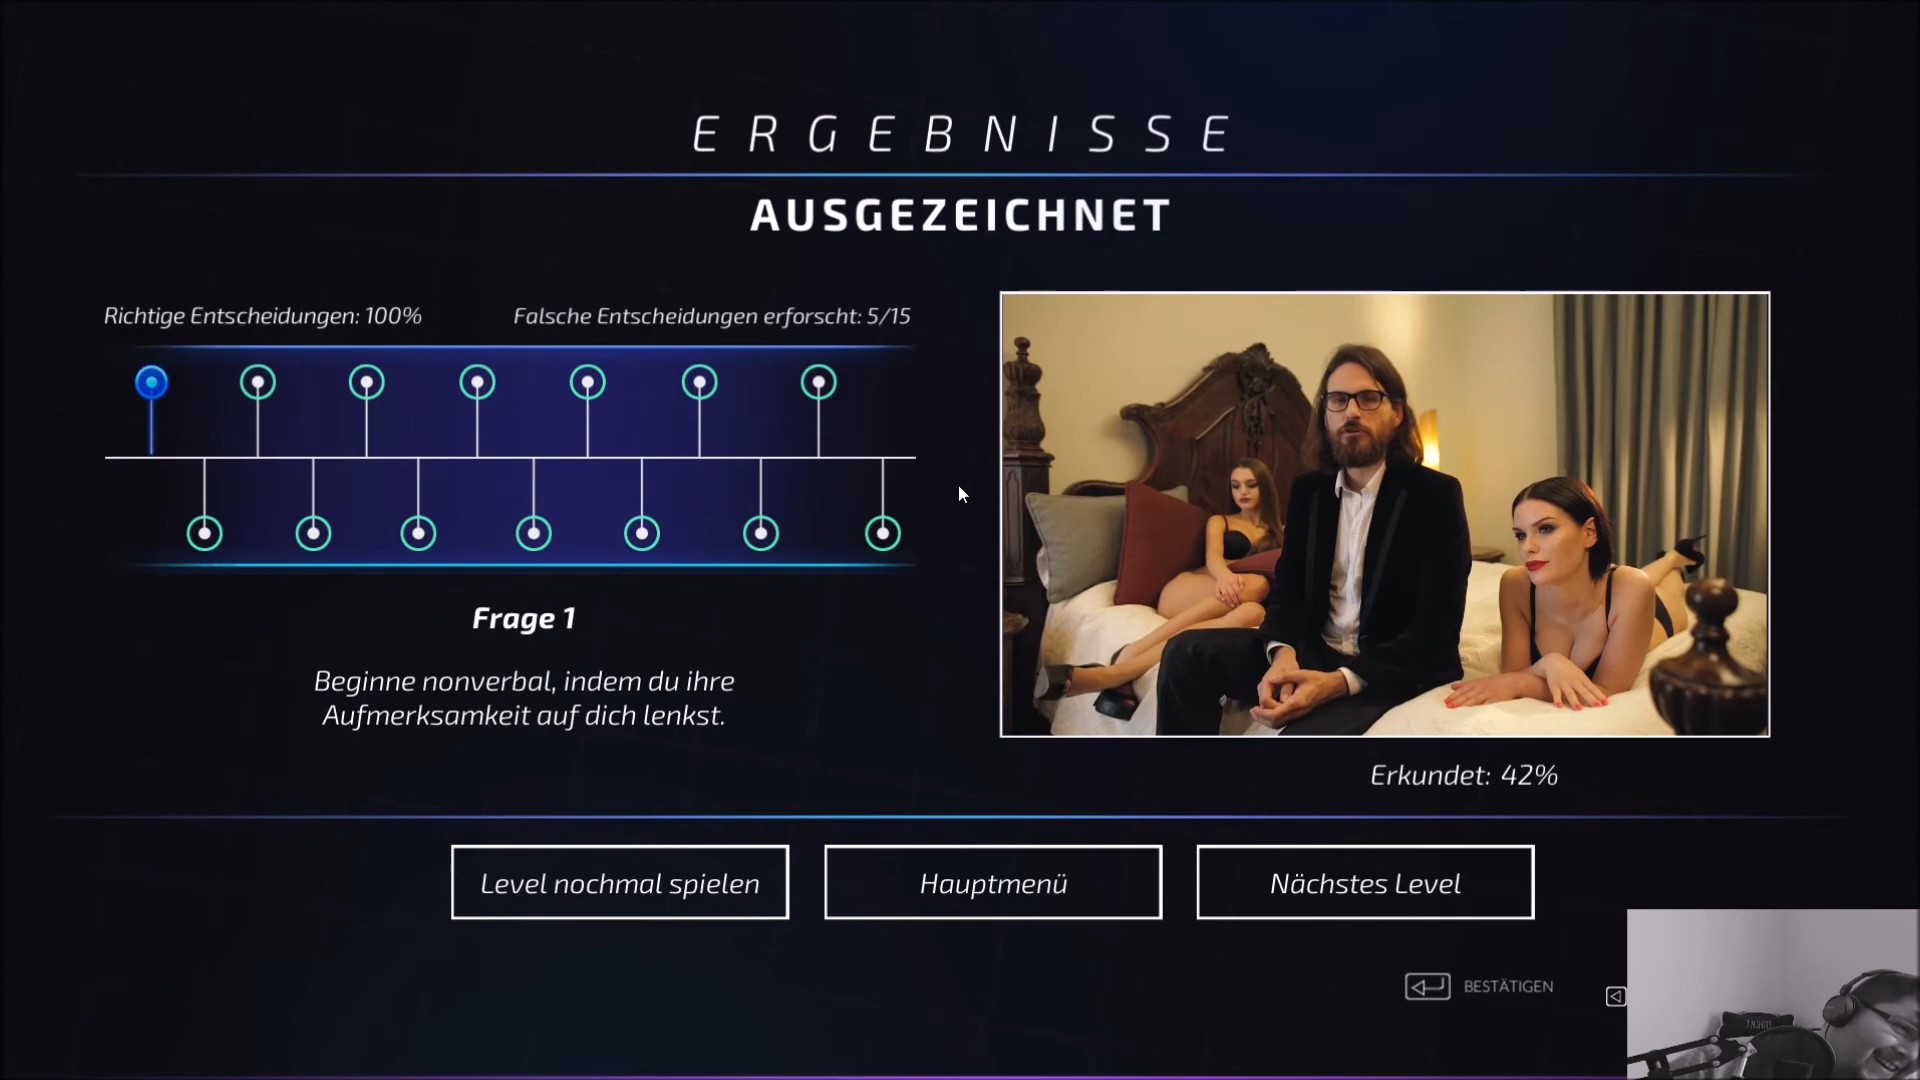 ERGEBNISSE
AUSGEZEICHNET
Richtige Entscheidungen: 100%
Falsche Entscheidungen erforscht: 5/15
Frage 1
Beginne nonverbal, indem du ihre
Aufmerksamkeit auf dich lenkst.
Erkundet: 42%
Level nochmal spielen
Hauptmenü
Nächstes Level
BESTÄTIGEN